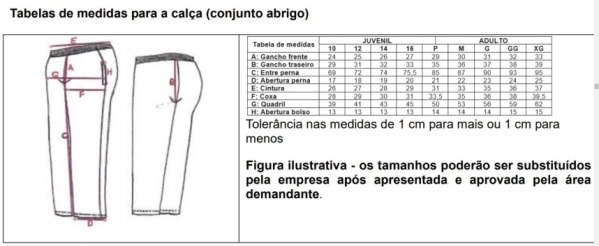 Tabelas de medidas para a calça (conjunto abrigo)
E
A
G
F
C
D
B
Tabela de medidas JUVENIL ADULTO
10 12 14 16 P M G GG XG
A: Gancho frente 24 25 26 27 29 30 31 32 33
B: Gancho traseiro 29 31 32 33 35 36 37 38 39
C: Entre perna 69 72 74 75,5 85 87 90 93 95
D: Abertura perna 17 18 19 20 21 22 23 24 25
E: Cintura 26 27 28 29 31 33 35 36 37
F: Coxa 28 29 30 31 33,5 35 36 38 39,5
G: Quadril 39 41 43 45 50 53 56 59 62
H: Abertura bolso 13 13 13 13 14 14 14 15 15
Tolerância nas medidas de 1 cm para mais ou 1 cm para
menos
Figura ilustrativa - os tamanhos poderão ser substituídos
pela empresa após apresentada e aprovada pela área
demandante.